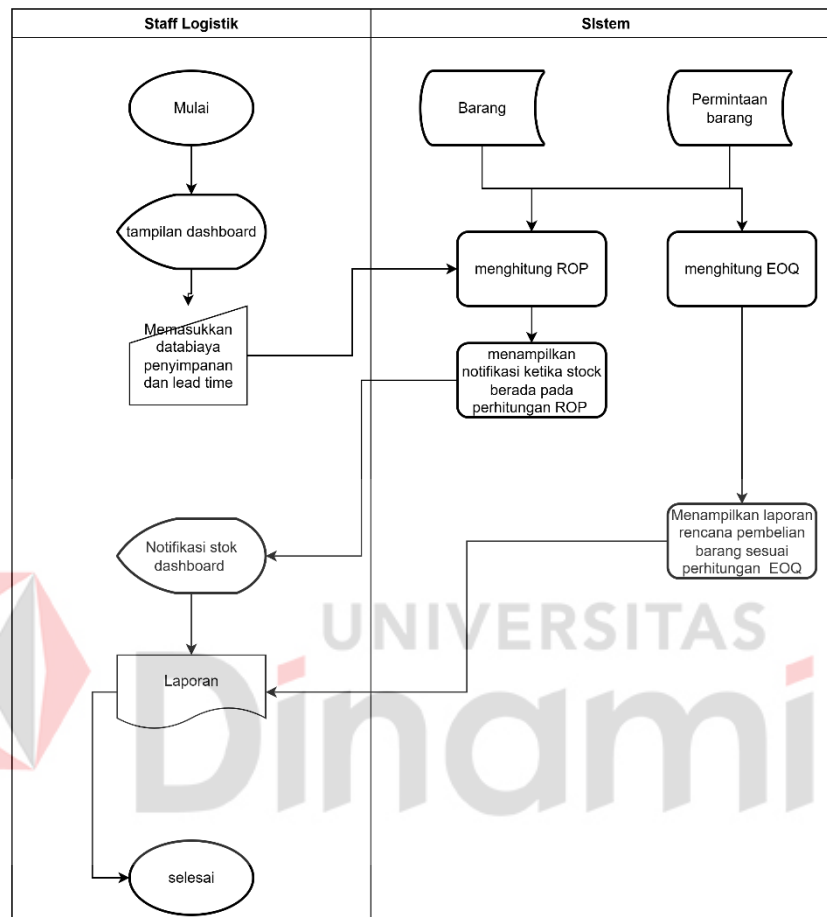 Staff Logistik
SIstem
Mulai
Barang
Permintaan
barang
tampilan dashboard
menghitung ROP
menghitung EOQ
Memasukkan
databiaya
penyimpanan
dan lead time
menampilkan
notifikasi ketika stock
berada pada
perhitungan ROP
Notifikasi stok
dashboard
Menampilkan laporan
rencana pembelian
barang sesuai
perhitungan EOQ
UNIVERSITAS
Dinami
Laporan
selesai